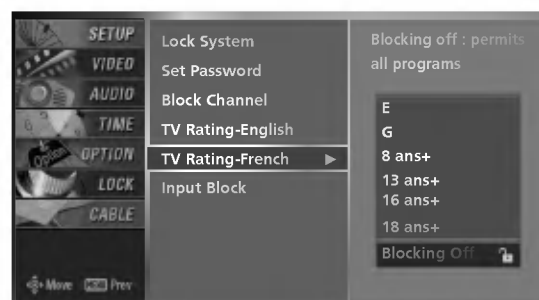 SETUP
VIDEO
AUDIO
TIME
OPTION
LOCK
CABLE
Move MENU Prev
Lock System
Set Password
Block Channel
TV Rating-English
TV Rating-French
Input Block
Blocking off : permits
all programs
E
G
8 ans+
13 ans+
16 ans+
18 ans+
Blocking Off